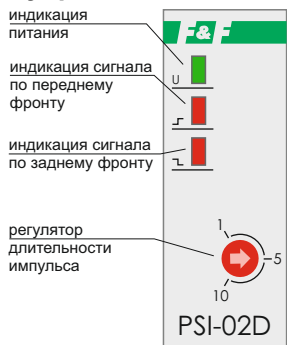 индикация
питания
F&F
U
индикация сигнала
по переднему
фронту
индикация сигнала
по заднему фронту
регулятор
длительности
импульса
1
5
10
PSI-02D